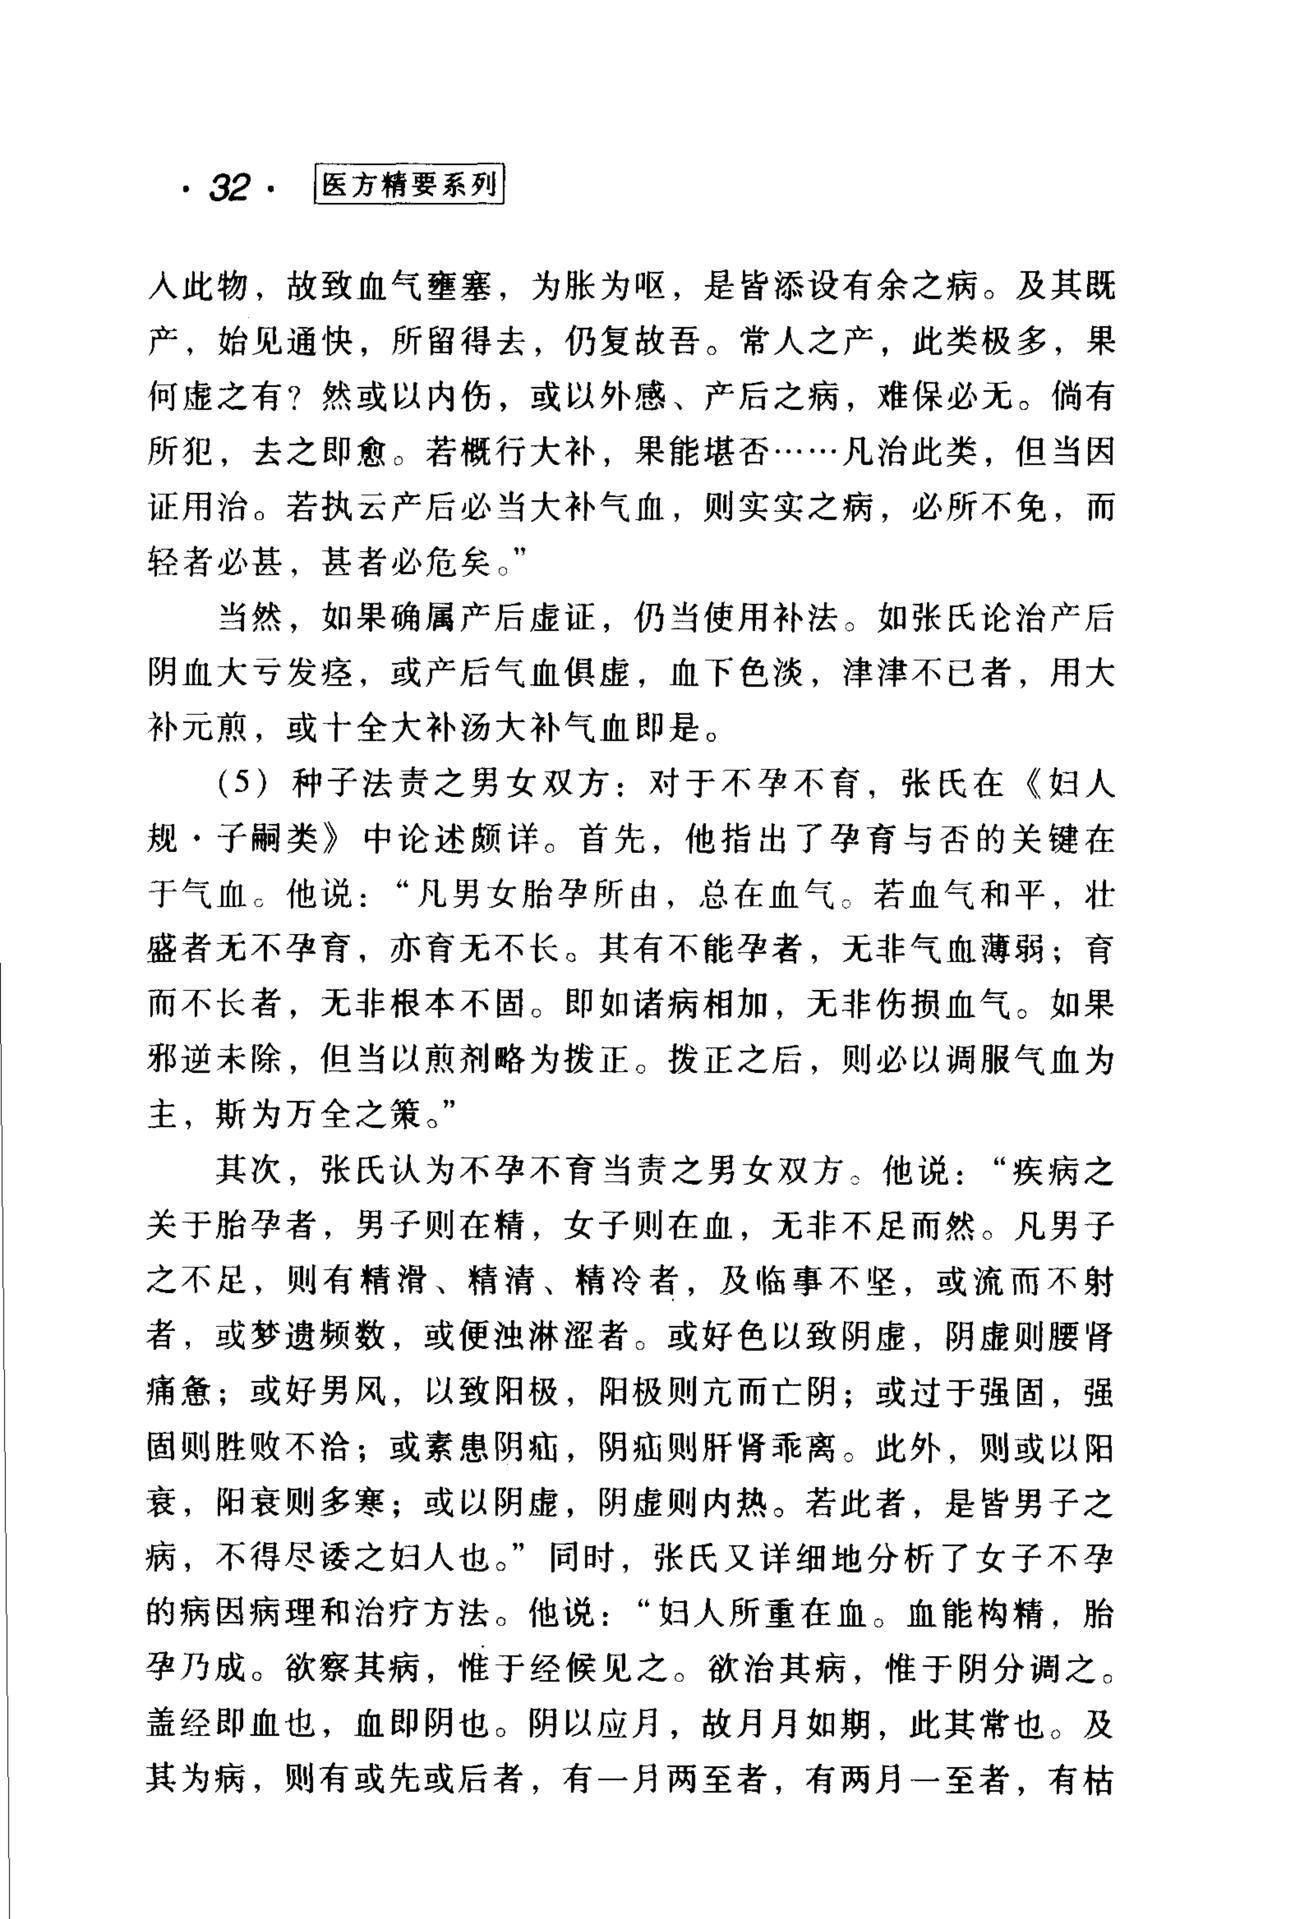 ·32· 医方精要系列
人此物，故致血气壅塞，为胀为呕，是皆添设有余之病。及其既
产，始见通快，所留得去，仍复故吾。常人之产，此类极多，果
何虚之有？然或以内伤，或以外感、产后之病，难保必无。倘有
所犯，去之即愈。若概行大补，果能堪否……凡治此类，但当因
证用治。若执云产后必当大补气血，则实实之病，必所不免，而
轻者必甚，甚者必危矣。”
当然，如果确属产后虚证，仍当使用补法。如张氏论治产后
阴血大亏发痉，或产后气血俱虚，血下色淡，津津不已者，用大
补元煎，或十全大补汤大补气血即是。
(5) 种子法责之男女双方：对于不孕不育，张氏在《妇人
规·子嗣类》中论述颇详。首先，他指出了孕育与否的关键在
于气血。他说：“凡男女胎孕所由，总在血气。若血气和平，壮
盛者无不孕育，亦育无不长。其有不能孕者，无非气血薄弱；育
而不长者，无非根本不固。即如诸病相加，无非伤损血气。如果
邪逆未除，但当以煎剂略为拨正。拨正之后，则必以调服气血为
主，斯为万全之策。”
其次，张氏认为不孕不育当责之男女双方。他说：“疾病之
关于胎孕者，男子则在精，女子则在血，无非不足而然。凡男子
之不足，则有精滑、精清、精冷者，及临事不坚，或流而不射
者，或梦遗频数，或便浊淋涩者。或好色以致阴虚，阴虚则腰肾
痛惫；或好男风，以致阳极，阳极则亢而亡阴；或过于强固，强
固则胜败不洽；或素患阴疝，阴疝则肝肾乖离。此外，则或以阳
衰，阳衰则多寒；或以阴虚，阴虚则内热。若此者，是皆男子之
病，不得尽诿之妇人也。”同时，张氏又详细地分析了女子不孕
的病因病理和治疗方法。他说：“妇人所重在血。血能构精，胎
孕乃成。欲察其病，惟于经候见之。欲治其病，惟于阴分调之。
盖经即血也，血即阴也。阴以应月，故月月如期，此其常也。及
其为病，则有或先或后者，有一月两至者，有两月一至者，有枯